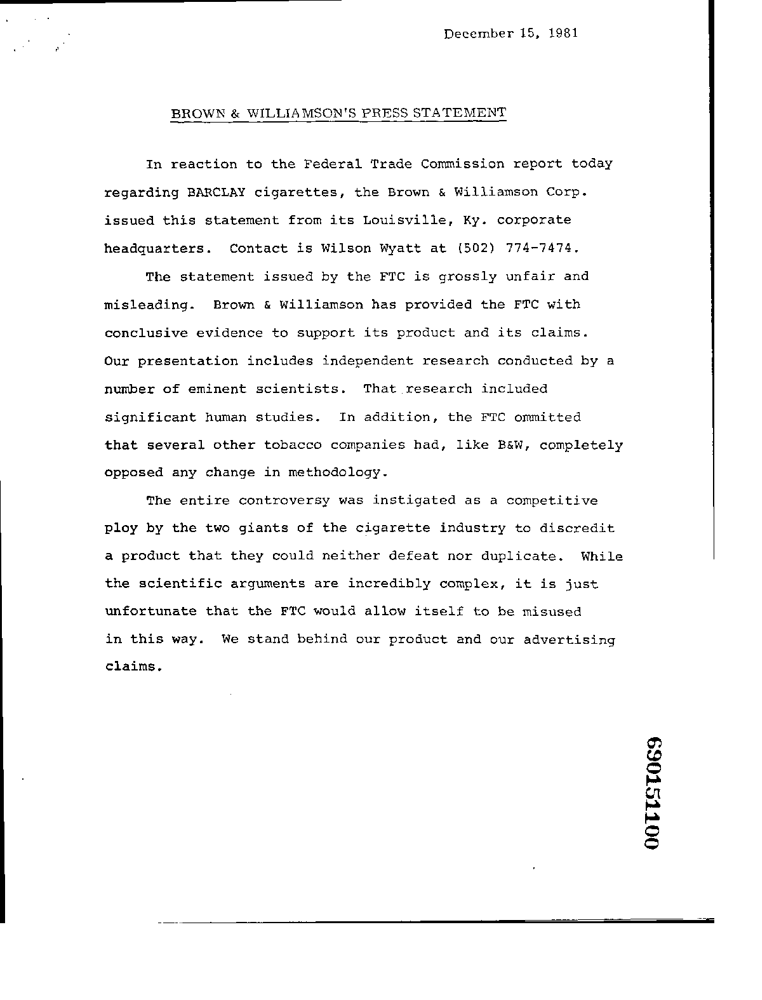 December 15, 1981
BROWN & WILLIAMSON'S PRESS STATEMENT
In reaction to the Federal Trade Commission report today
regarding BARCLAY cigarettes, the Brown & Williamson Corp.
issued this statement from its Louisville, Ky. corporate
headquarters. Contact is Wilson Wyatt at (502) 774-7474.
The statement issued by the FTC is grossly unfair and
misleading. Brown & Williamson has provided the FTC with
conclusive evidence to support its product and its claims.
Our presentation includes independent research conducted by a
number of eminent scientists. That research included
significant human studies. In addition, the FTC ommitted
that several other tobacco companies had, like B&W, completely
opposed any change in methodology.
The entire controversy was instigated as a competitive
ploy by the two giants of the cigarette industry to discredit
a product that they could neither defeat nor duplicate. While
the scientific arguments are incredibly complex, it is just
unfortunate that the FTC would allow itself to be misused
in this way. We stand behind our product and our advertising
claims.
690151100